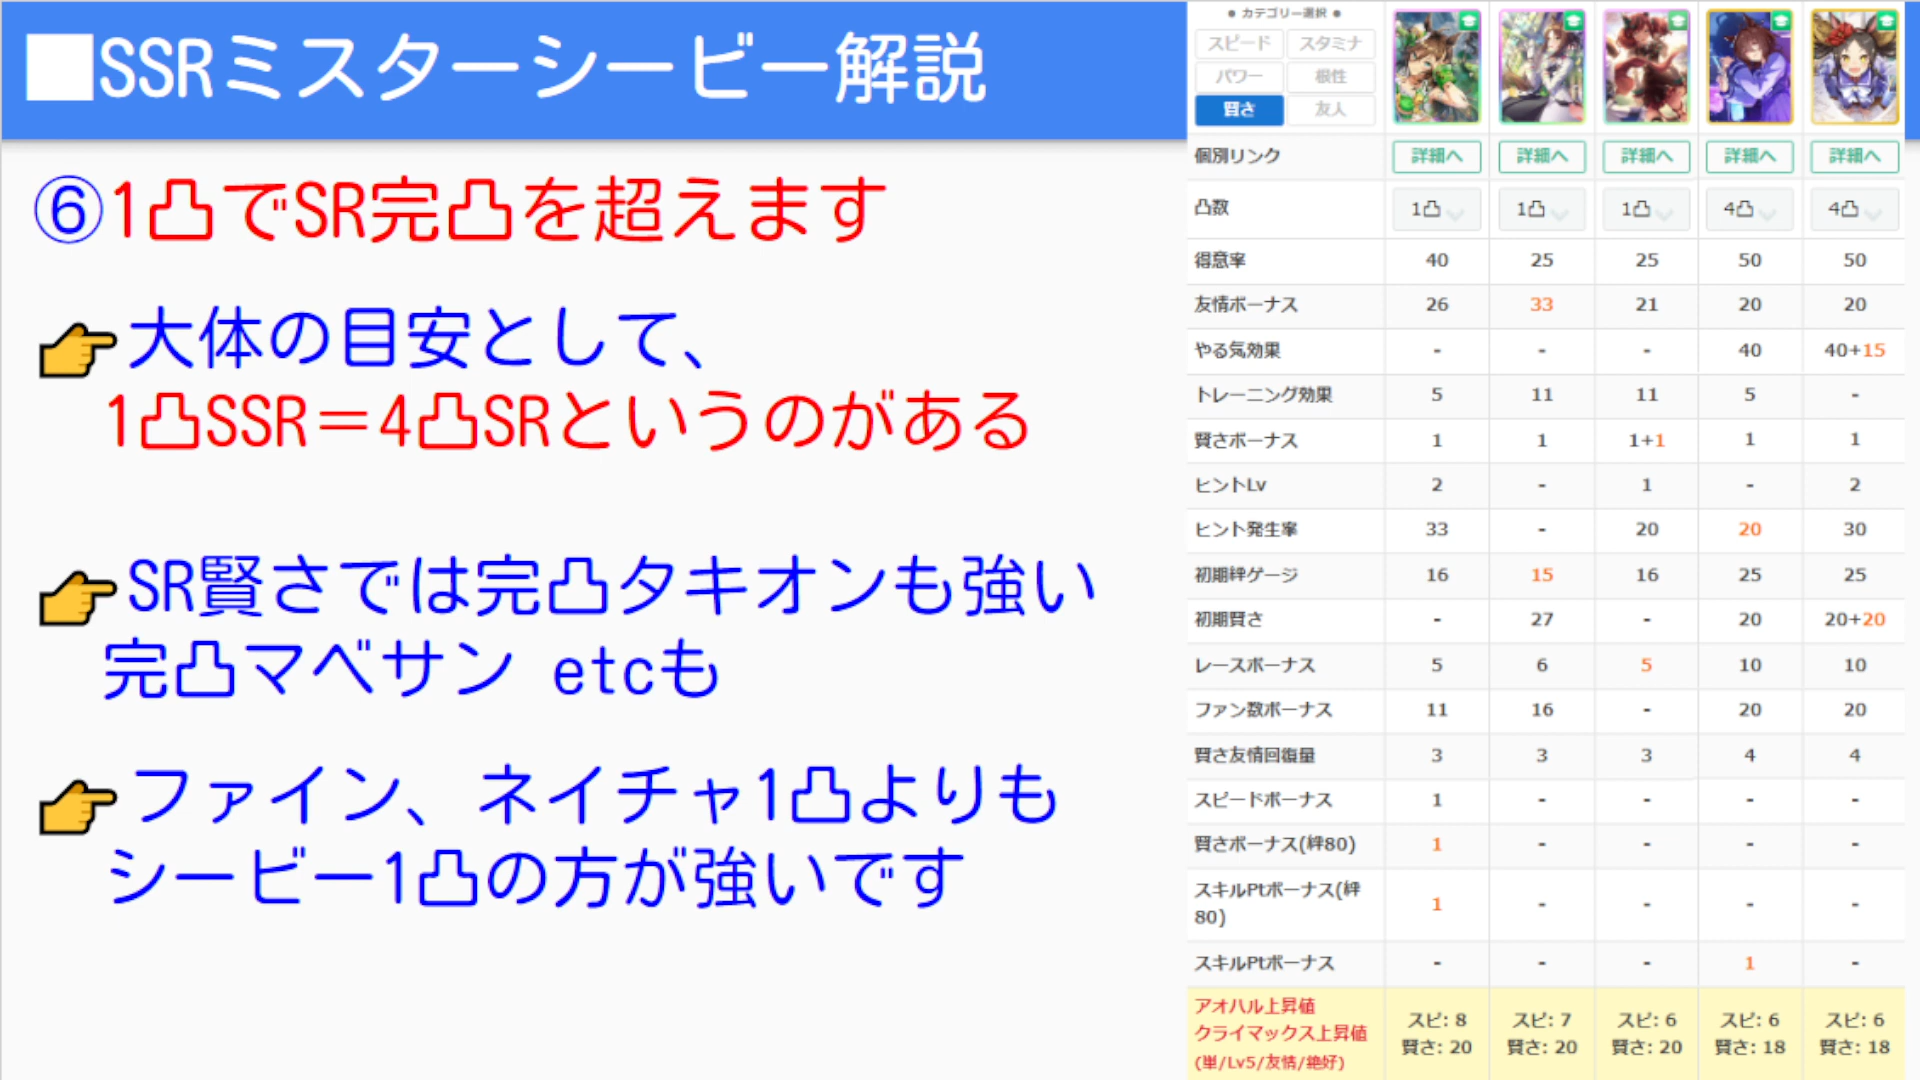 ■SSRミスターシービー解説
⑥1凸でSR完凸を超えます
👉大体の目安として、
1凸SSR＝4凸SRというのがある
👉SR賢さでは完凸タキオンも強い
完凸マベサン etcも
👉ファイン、ネイチャ1凸よりも
シービー1凸の方が強いです
● カテゴリー選択 ●
スピード スタミナ
パワー 根性
賢さ 友人
個別リンク 詳細へ 詳細へ 詳細へ 詳細へ 詳細へ
凸数 1凸 1凸 1凸 4凸 4凸
得意率 40 25 25 50 50
友情ボーナス 26 33 21 20 20
やる気効果 - - - 40 40+15
トレーニング効果 5 11 11 5 -
賢さボーナス 1 1 1+1 1 1
ヒントLv 2 - 1 - 2
ヒント発生率 33 - 20 20 30
初期絆ゲージ 16 15 16 25 25
初期賢さ - 27 - 20 20+20
レースボーナス 5 6 5 10 10
ファン数ボーナス 11 16 - 20 20
賢さ友情回復量 3 3 3 4 4
スピードボーナス 1 - - - -
賢さボーナス(絆80) 1 - - - -
スキルPtボーナス(絆
80) 1 - - - -
スキルPtボーナス - - - 1 -
アオハル上昇値
クライマックス上昇値
(単/Lv5/友情/絶好)
スピ: 8 スピ: 7 スピ: 6 スピ: 6 スピ: 6
賢さ: 20 賢さ: 20 賢さ: 20 賢さ: 18 賢さ: 18